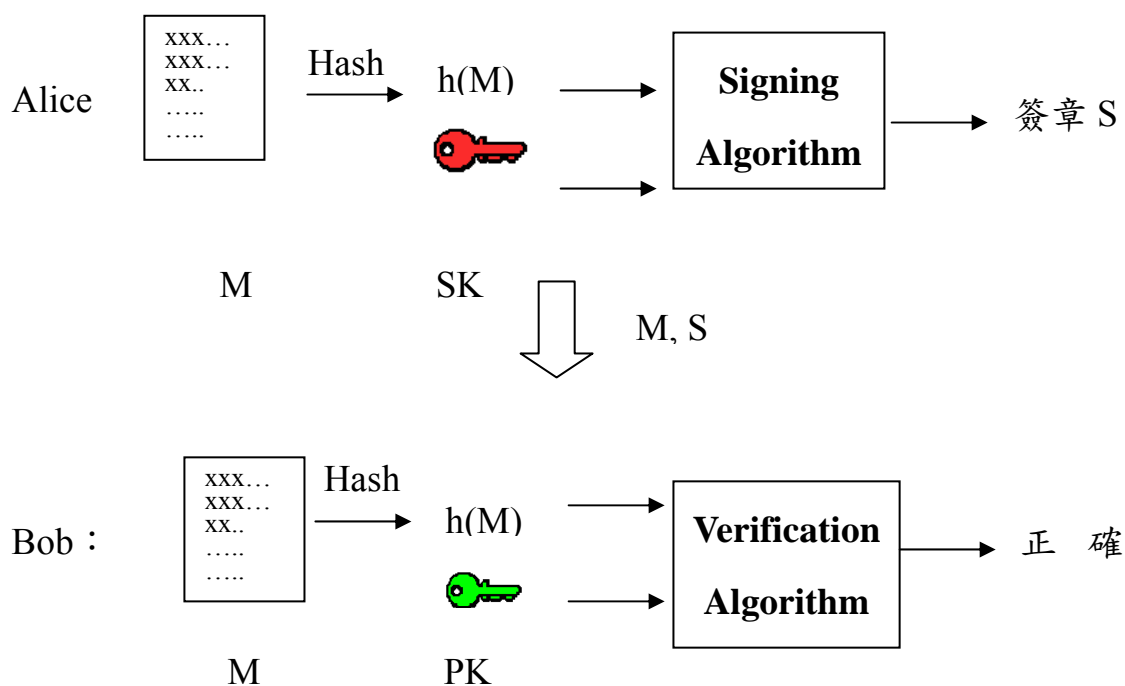 xxx…
xxx…
xx..
…..
…..
Alice
Hash
h(M)
Signing
Algorithm
簽章 S
M
SK
M, S
xxx…
xxx…
xx..
…..
…..
Bob：
Hash
h(M)
Verification
Algorithm
正 確
M
PK